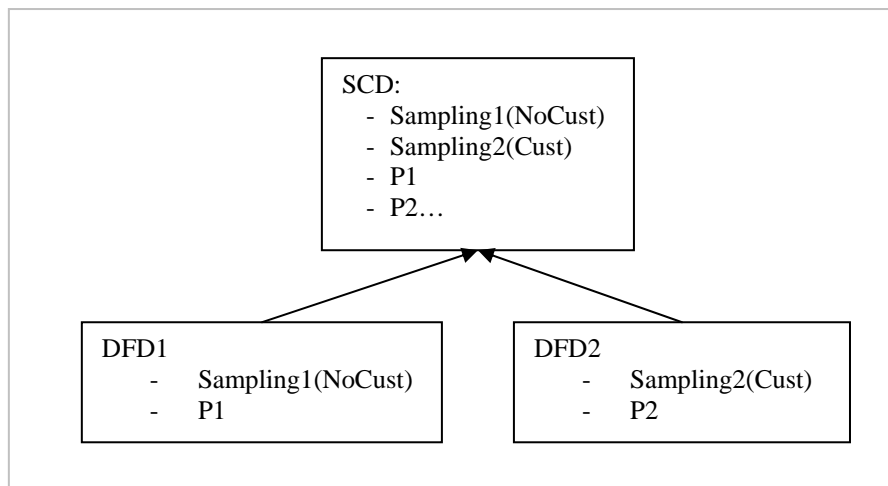 SCD:
- Sampling1(NoCust)
- Sampling2(Cust)
- P1
- P2…
DFD1
- Sampling1(NoCust)
- P1
DFD2
- Sampling2(Cust)
- P2